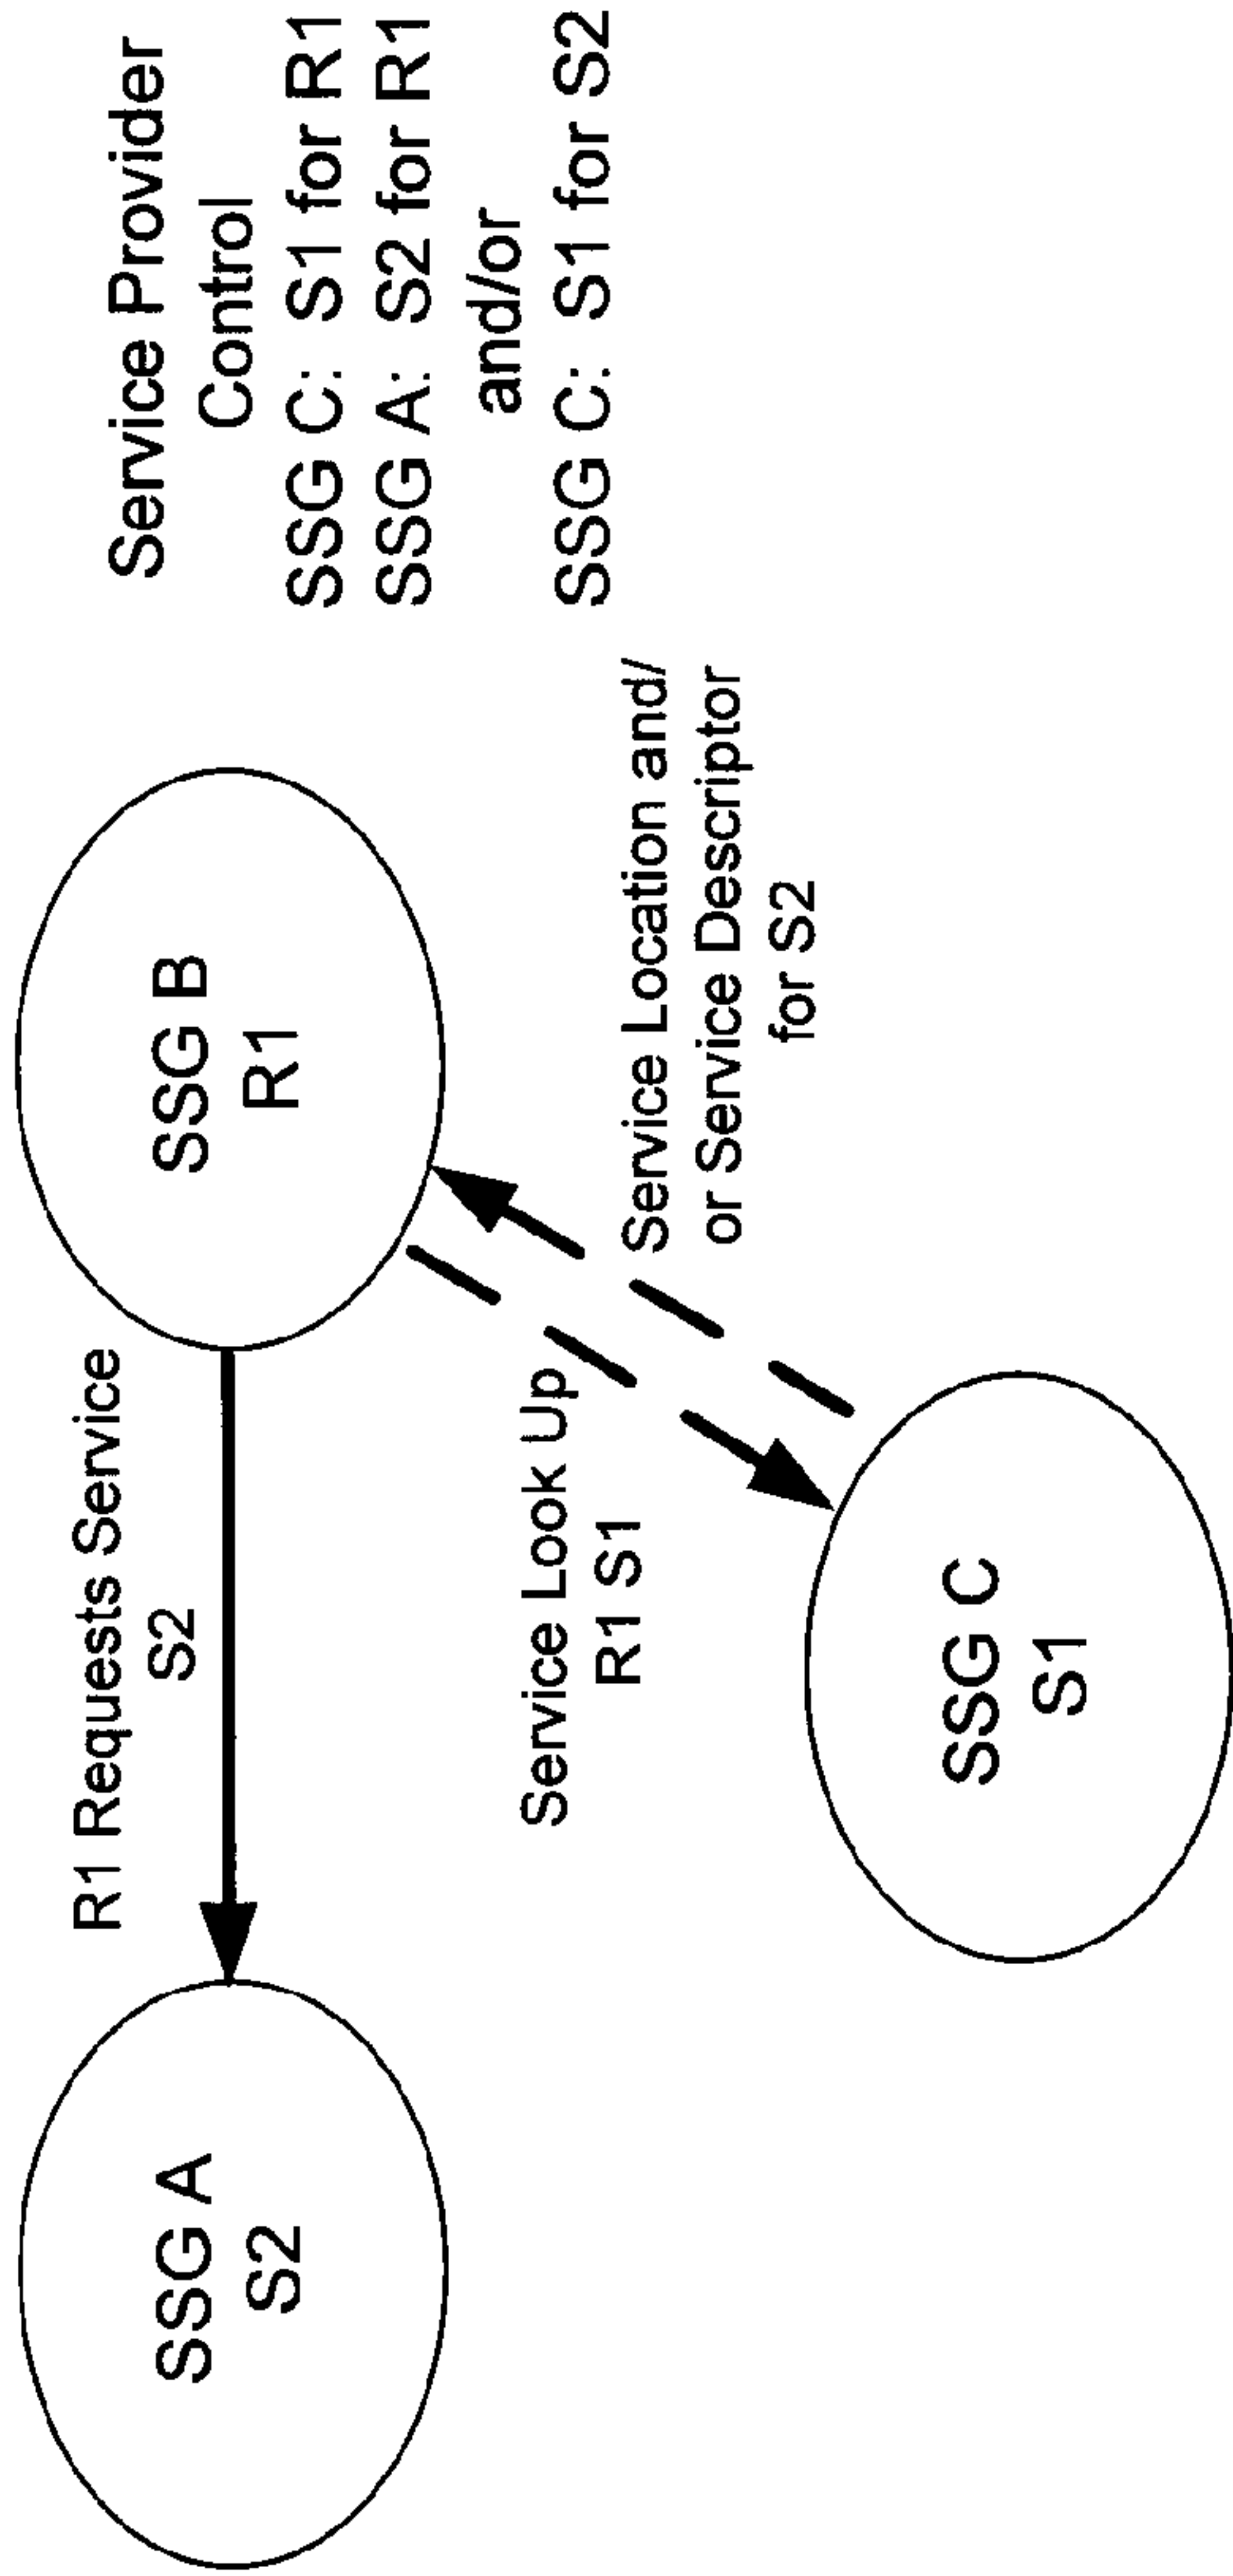 SSG A
S2
R1 Requests Service
S2
SSG B
R1
Service Provider
Control
SSG C: S1 for R1
SSG A: S2 for R1
and/or
SSG C: S1 for S2
Service Look Up
R1 S1
Service Location and/
or Service Descriptor
for S2
SSG C
S1